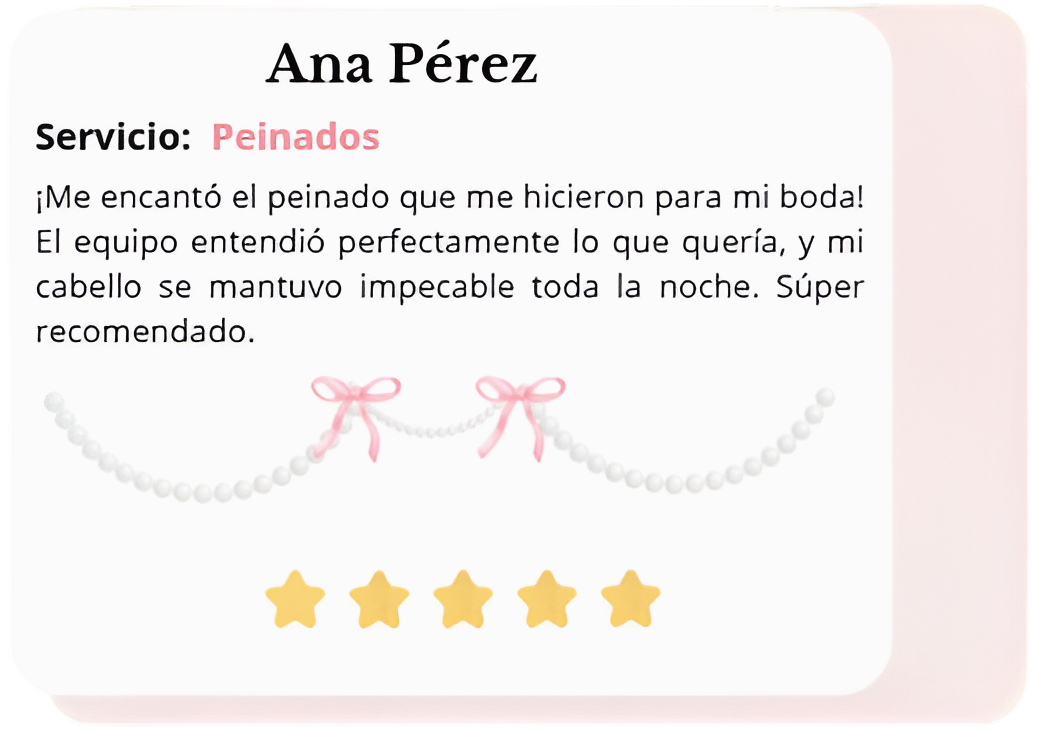 Ana Pérez
Servicio: Peinados
¡Me encantó el peinado que me hicieron para mi boda!
El equipo entendió perfectamente lo que quería, y mi
cabello se mantuvo impecable toda la noche. Súper
recomendado.